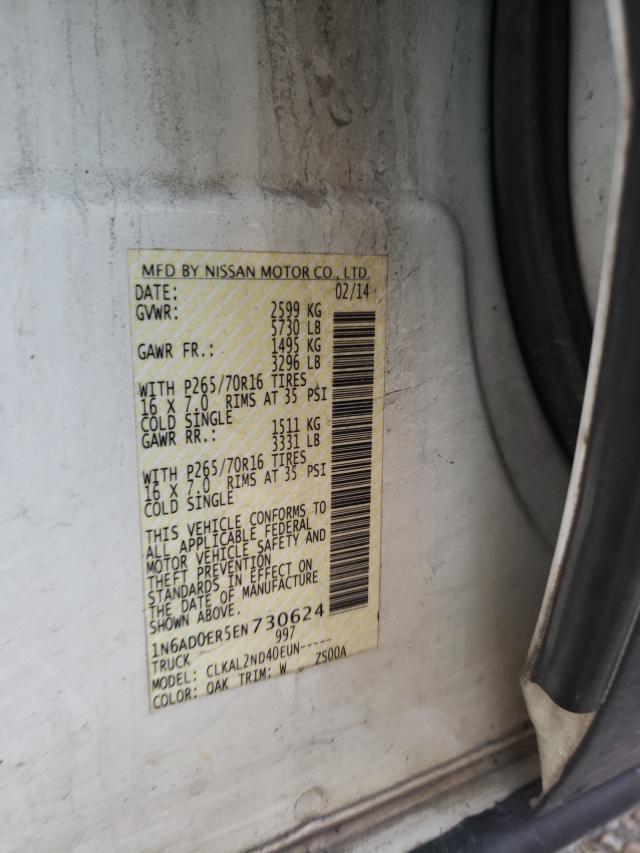 MFD BY NISSAN MOTOR CO., LTD.
DATE: 02/14
GVWR: 2599 KG
5730 LB
GAWR FR.: 1495 KG
3296 LB
WITH P265/70R16 TIRES
16 X 7.0 RIMS AT 35 PSI
COLD SINGLE
GAWR RR.: 1511 KG
3331 LB
WITH P265/70R16 TIRES
16 X 7.0 RIMS AT 35 PSI
COLD SINGLE
THIS VEHICLE CONFORMS TO
ALL APPLICABLE FEDERAL
MOTOR VEHICLE SAFETY AND
THEFT PREVENTION
STANDARDS IN EFFECT ON
THE DATE OF MANUFACTURE
SHOWN ABOVE.
1N6AD0ER5EN730624
TRUCK 997
MODEL: CLKAL2ND40EUN-----
COLOR: QAK TRIM: W ZS00A